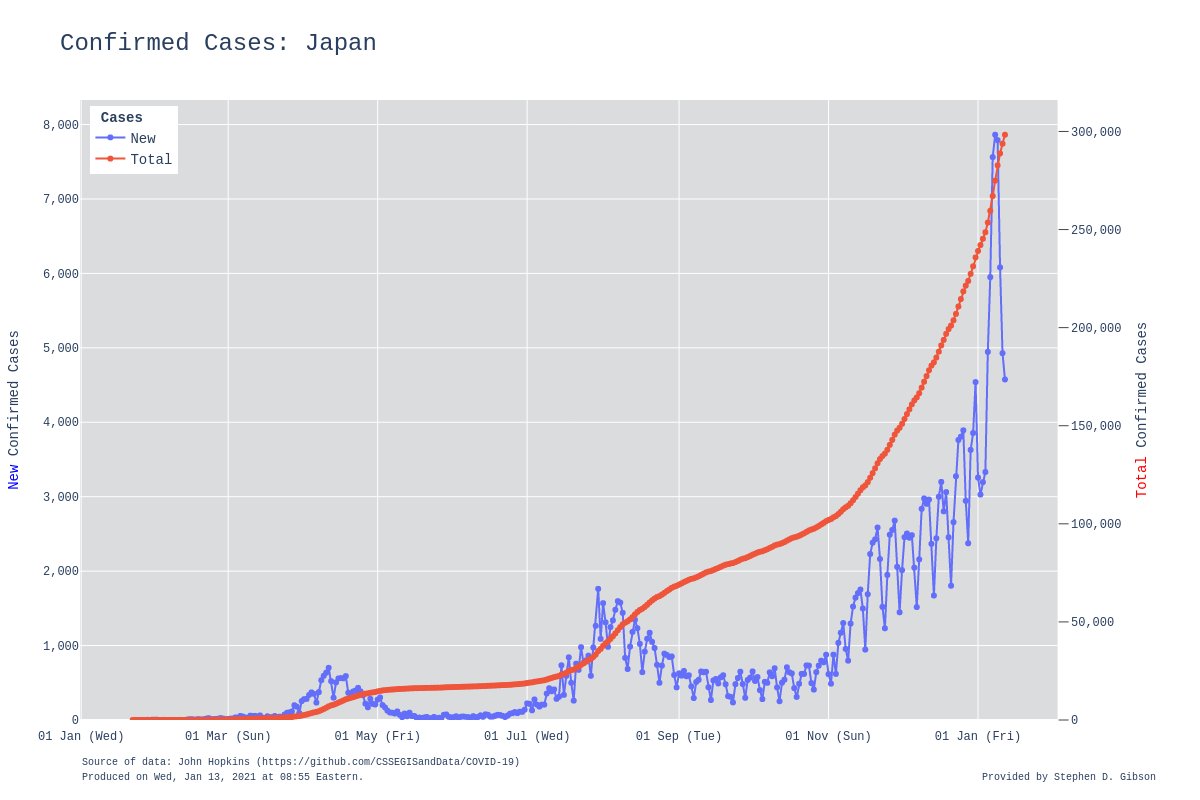 Confirmed Cases: Japan
Cases
New
Total
8,000
7,000
6,000
5,000
4,000
3,000
2,000
1,000
0
New Confirmed Cases
300,000
250,000
200,000
150,000
100,000
50,000
0
Total Confirmed Cases
01 Jan (Wed) 01 Mar (Sun) 01 May (Fri) 01 Jul (Wed) 01 Sep (Tue) 01 Nov (Sun) 01 Jan (Fri)
Source of data: John Hopkins (https://github.com/CSSEGISandData/COVID-19)
Produced on Wed, Jan 13, 2021 at 08:55 Eastern.
Provided by Stephen D. Gibson